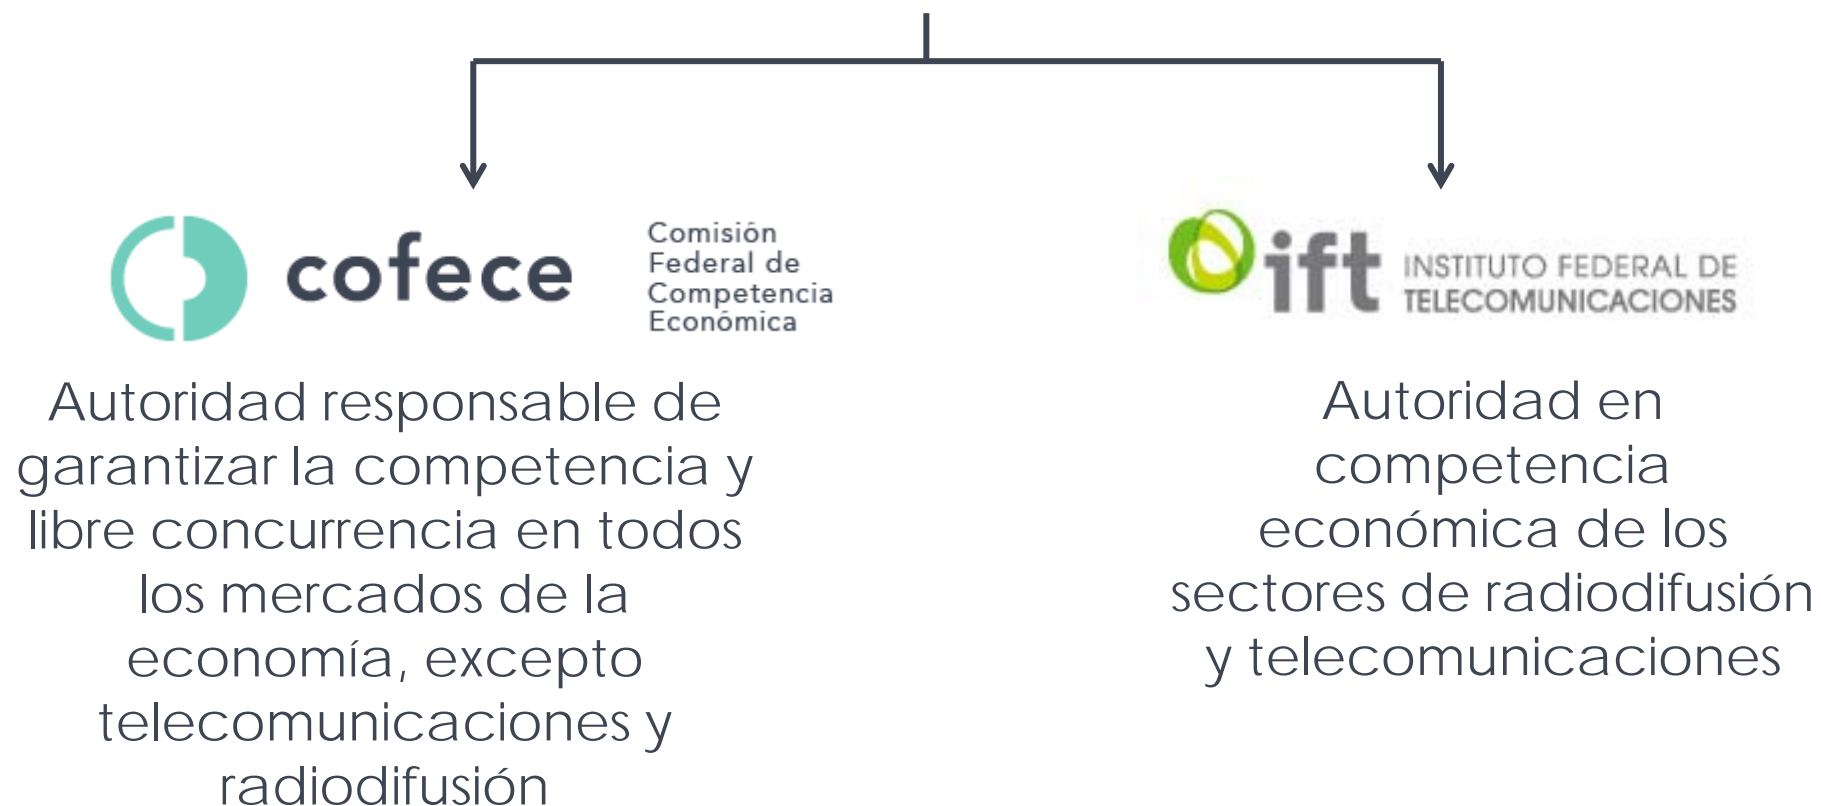 cofece
Comisión
Federal de
Competencia
Económica
Autoridad responsable de
garantizar la competencia y
libre concurrencia en todos
los mercados de la
economía, excepto
telecomunicaciones y
radiodifusión
ift
INSTITUTO FEDERAL DE
TELECOMUNICACIONES
Autoridad en
competencia
económica de los
sectores de radiodifusión
y telecomunicaciones